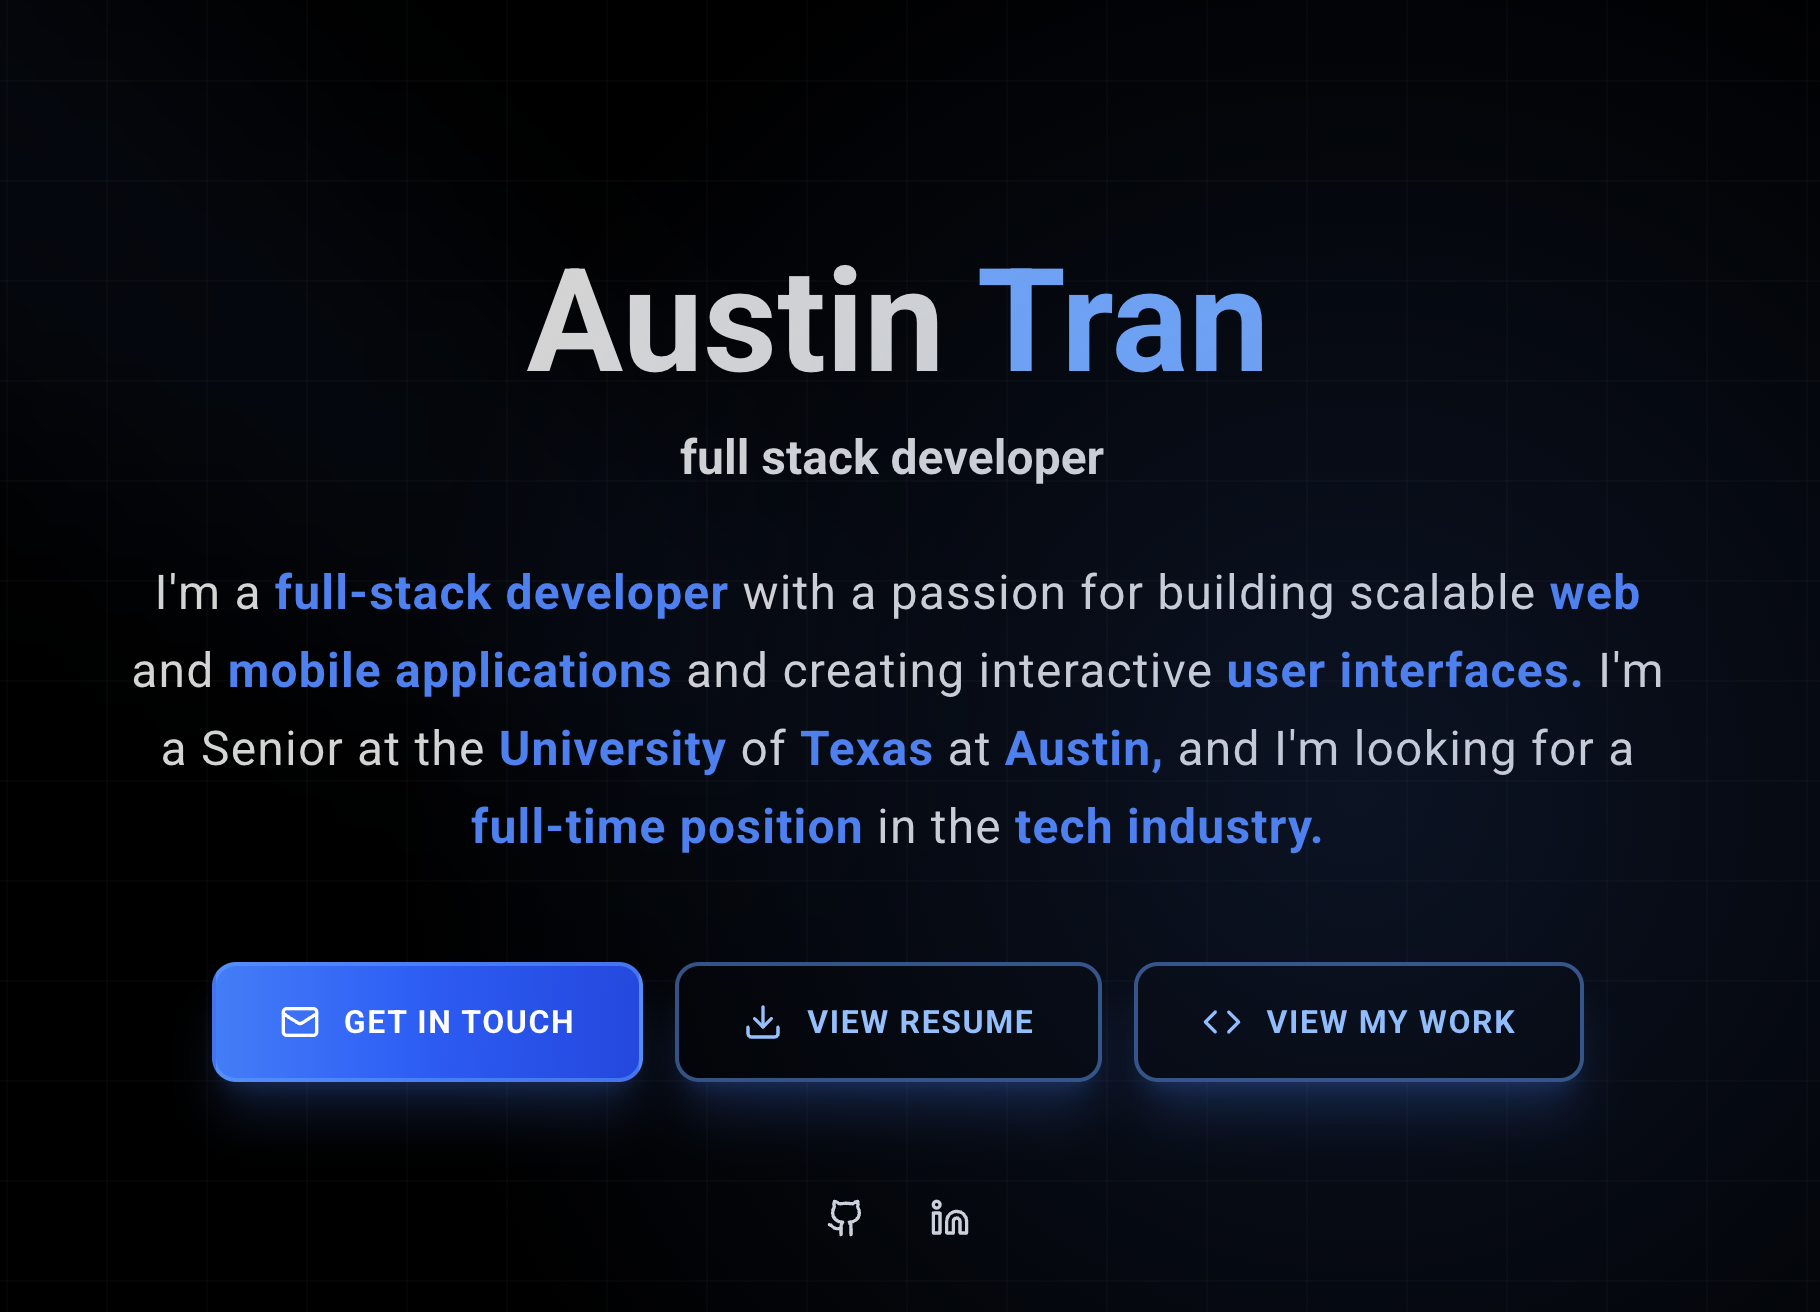 Austin Tran
full stack developer
I'm a full-stack developer with a passion for building scalable web
and mobile applications and creating interactive user interfaces. I'm
a Senior at the University of Texas at Austin, and I'm looking for a
full-time position in the tech industry.
GET IN TOUCH
VIEW RESUME
VIEW MY WORK
in